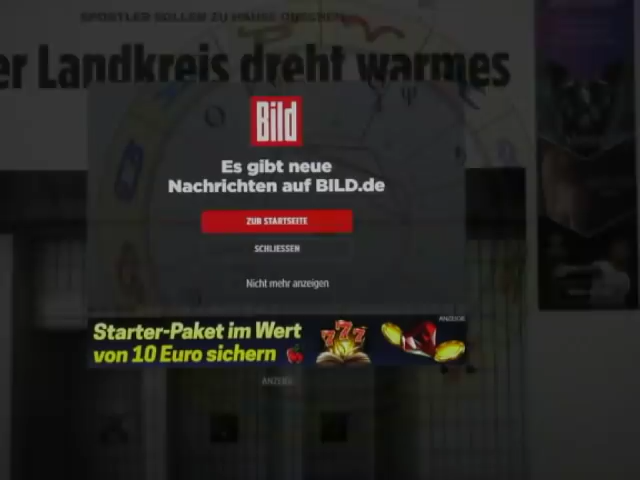 SPORTLER SOLLEN ZU HAUSE DUSCHEN
er Landkreis dreht warmes
Bild
Es gibt neue
Nachrichten auf BILD.de
ZUR STARTSEITE
SCHLIESSEN
Nicht mehr anzeigen
ANZEIGE
Starter-Paket im Wert
von 10 Euro sichern
777
ANZEIGE